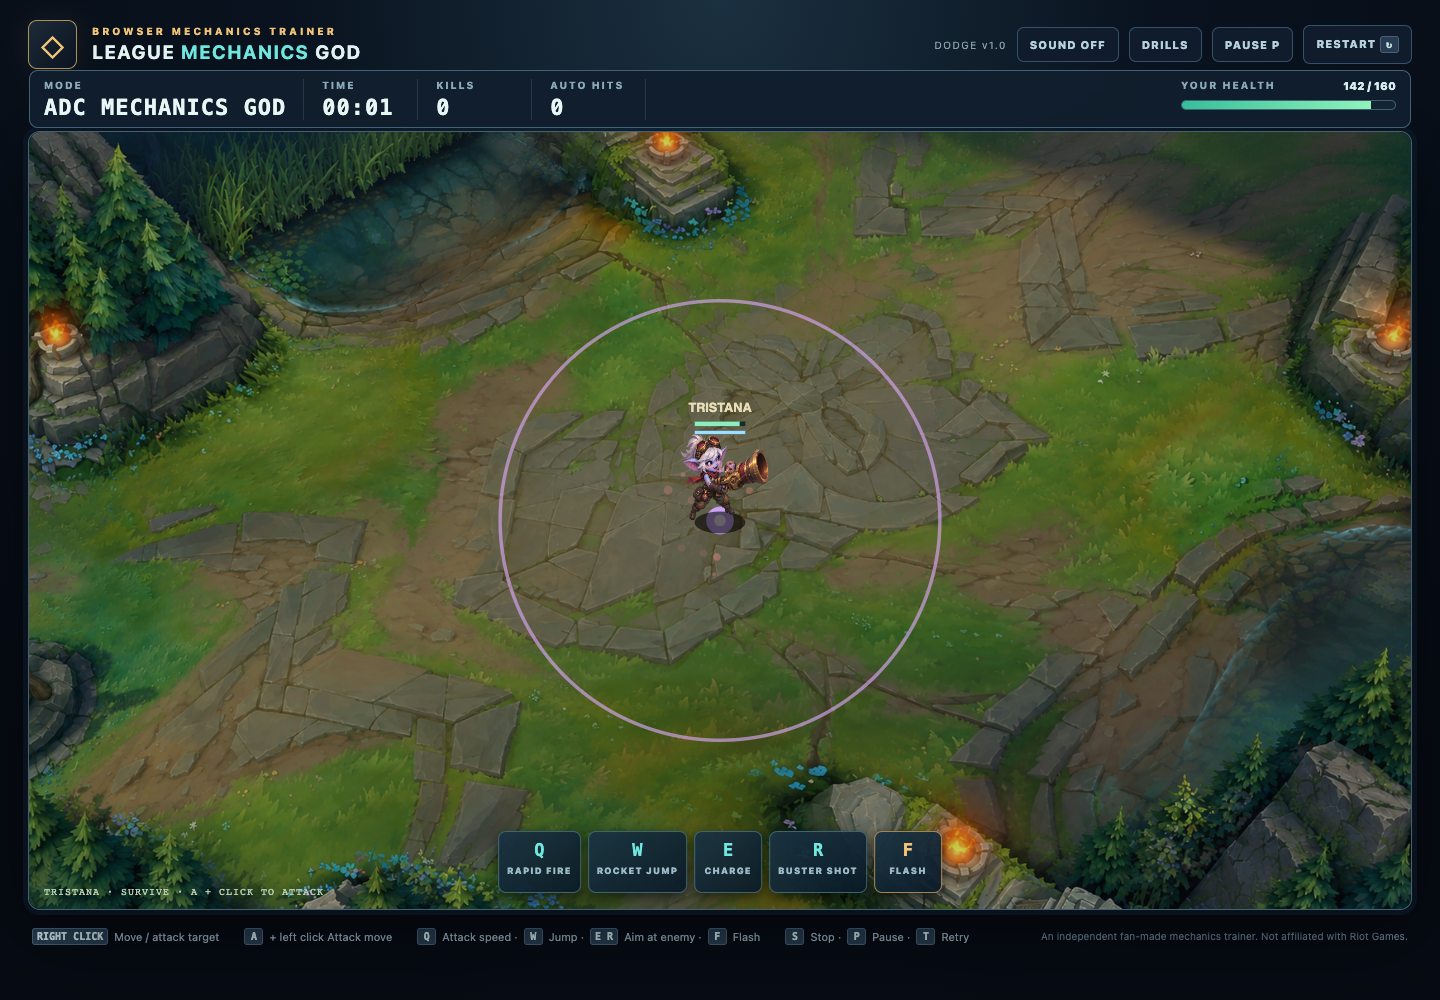 BROWSER MECHANICS TRAINER
LEAGUE MECHANICS GOD
DODGE v1.0
SOUND OFF
DRILLS
PAUSE P
RESTART ↻
MODE
ADC MECHANICS GOD
TIME
00:01
KILLS
0
AUTO HITS
0
YOUR HEALTH
142 / 160
TRISTANA
Q
RAPID FIRE
W
ROCKET JUMP
E
CHARGE
R
BUSTER SHOT
F
FLASH
TRISTANA · SURVIVE · A + CLICK TO ATTACK
RIGHT CLICK Move / attack target A + left click Attack move Q Attack speed · W Jump · E R Aim at enemy · F Flash S Stop · P Pause · T Retry
An independent fan-made mechanics trainer. Not affiliated with Riot Games.